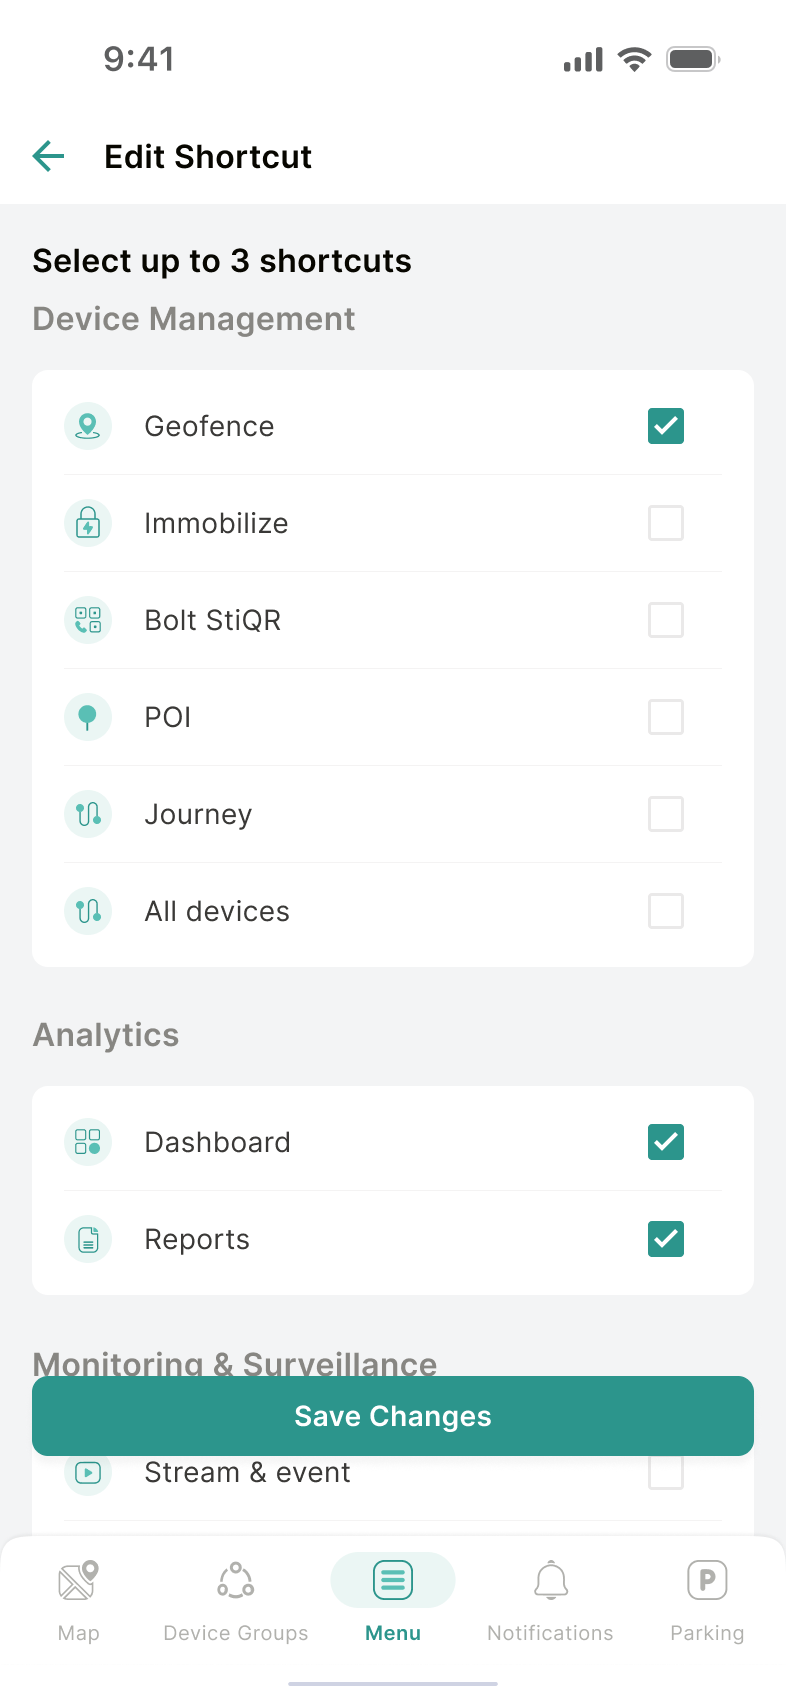 9:41
Edit Shortcut
Select up to 3 shortcuts
Device Management
Geofence
Immobilize
Bolt StiQR
POI
Journey
All devices
Analytics
Dashboard
Reports
Monitoring & Surveillance
Save Changes
Stream & event
Map
Device Groups
Menu
Notifications
P
Parking